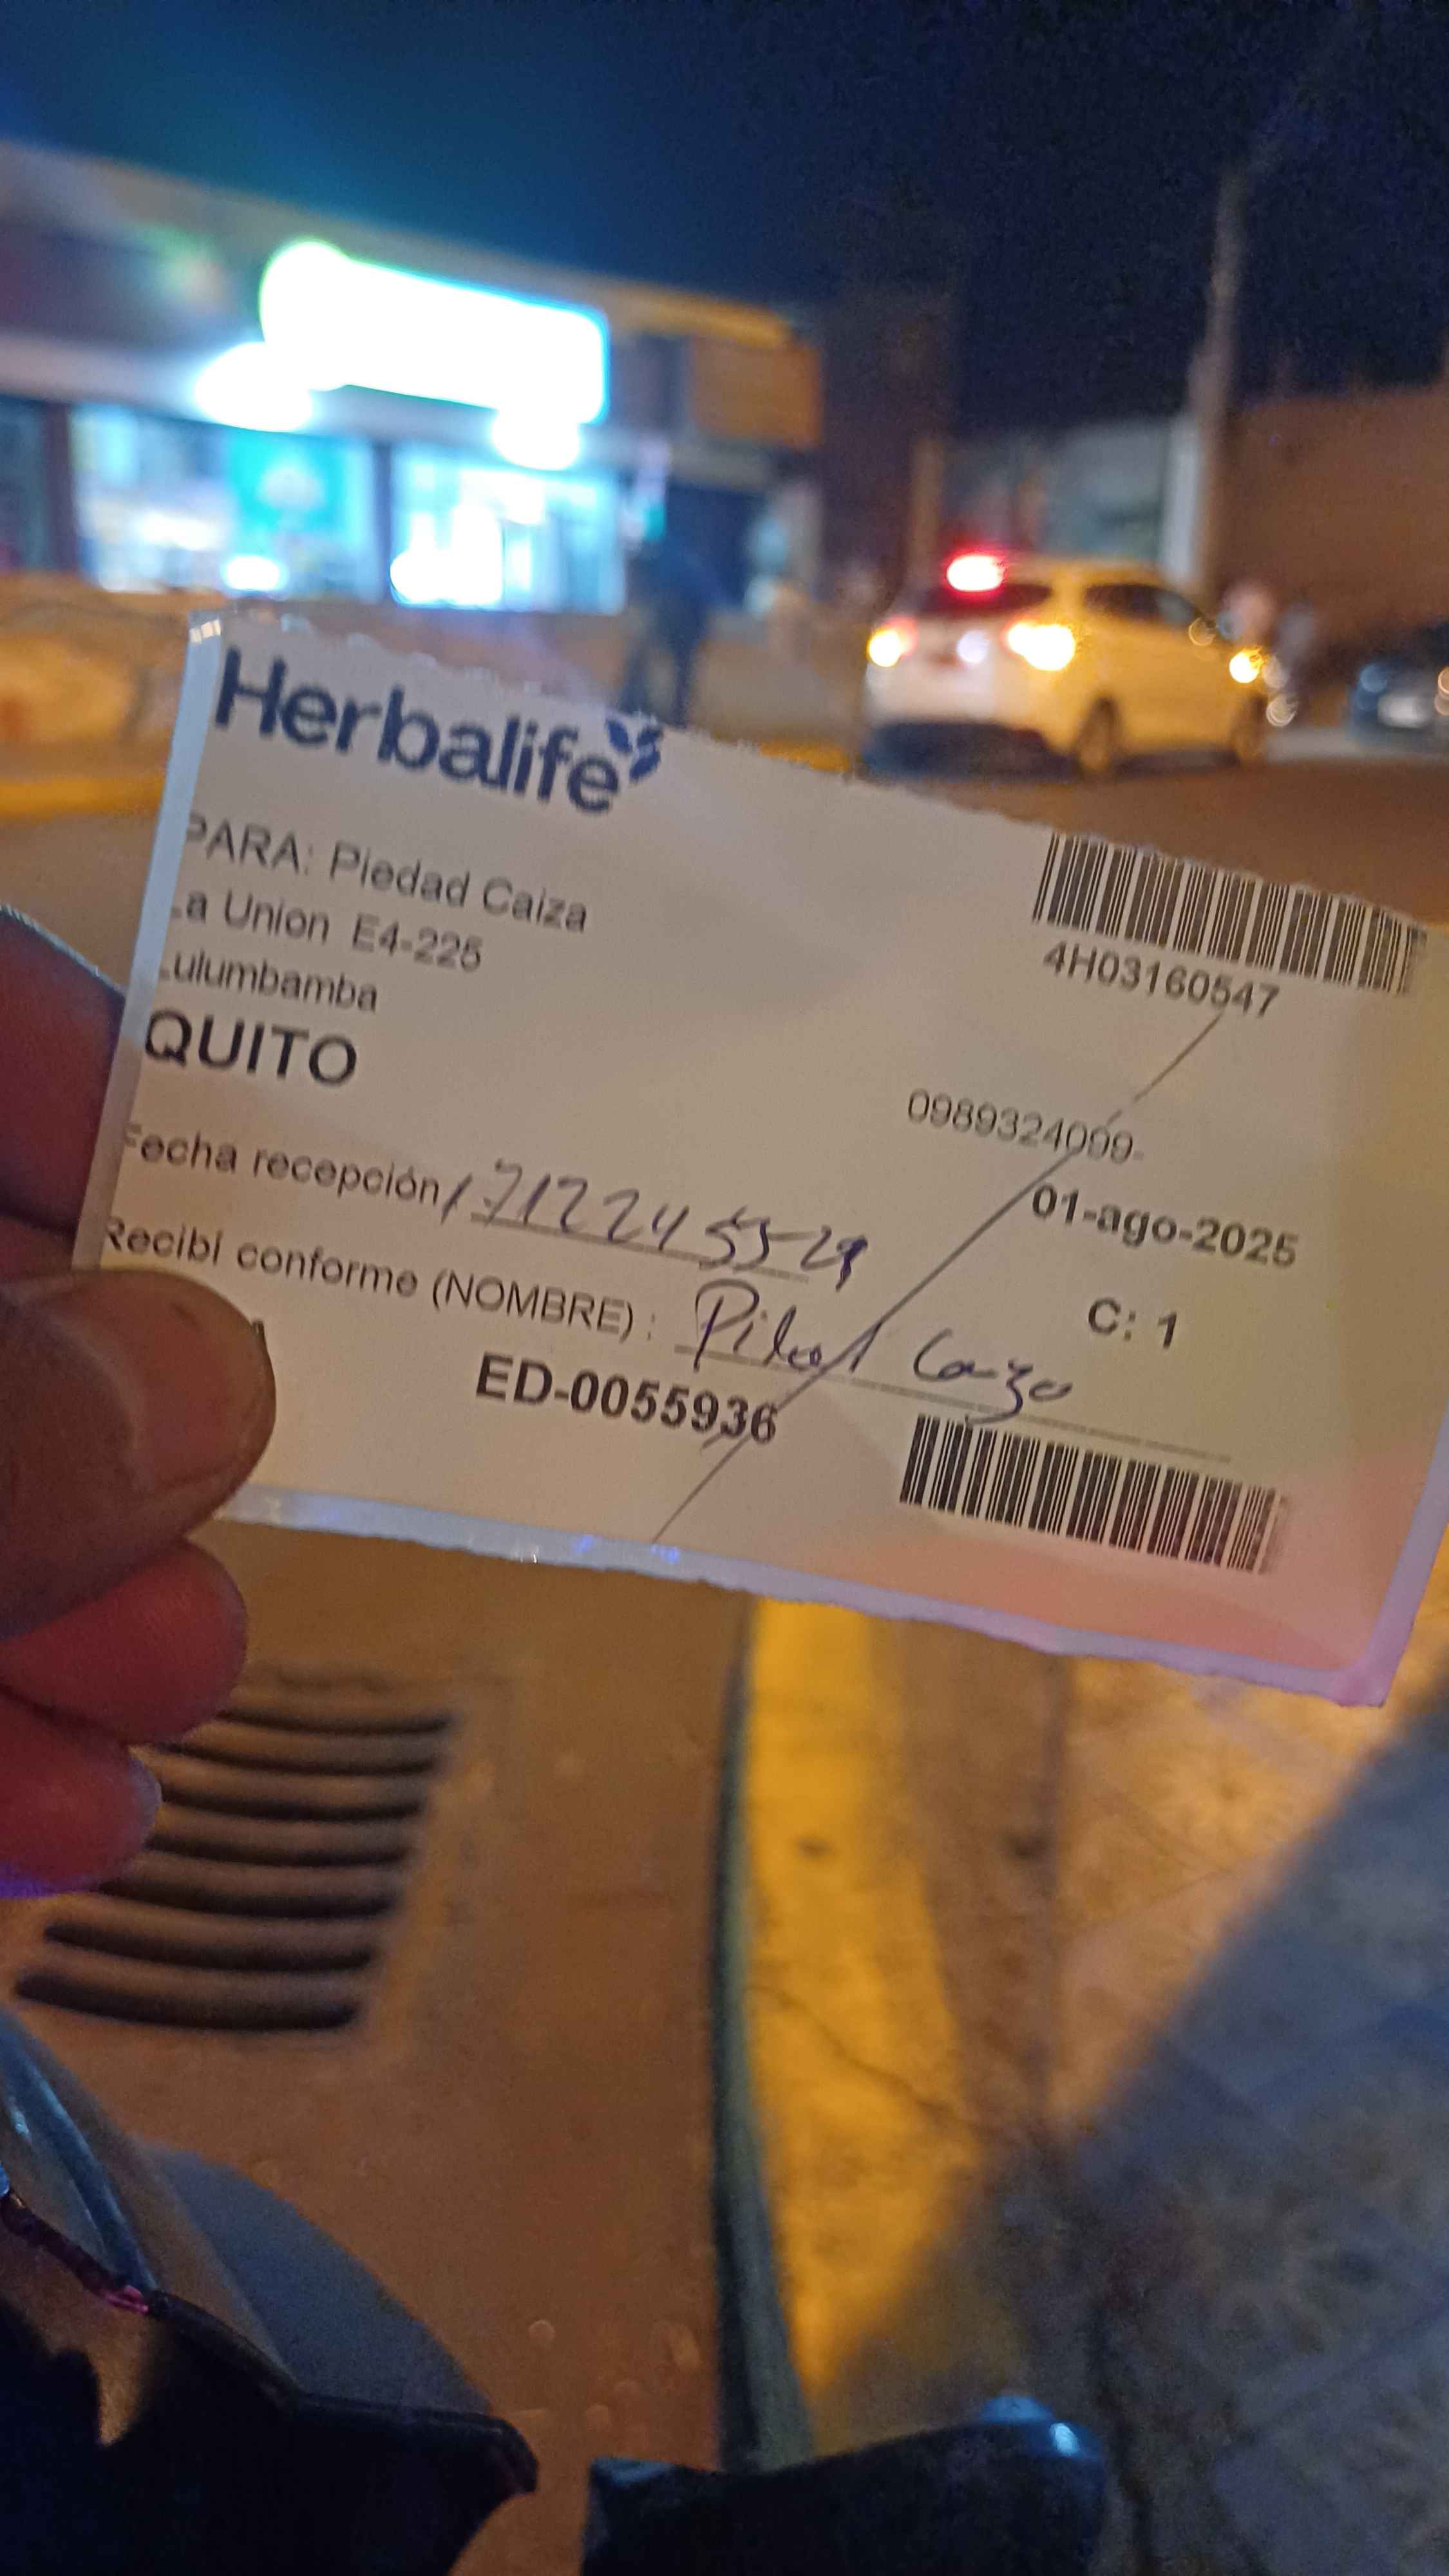 Herbalife
PARA: Piedad Caiza
La Union E4-225
Lulumbamba
QUITO
4H03160547
0989324099-
Fecha recepción 1712245529
01-ago-2025
Recibí conforme (NOMBRE) :
C: 1
ED-0055936